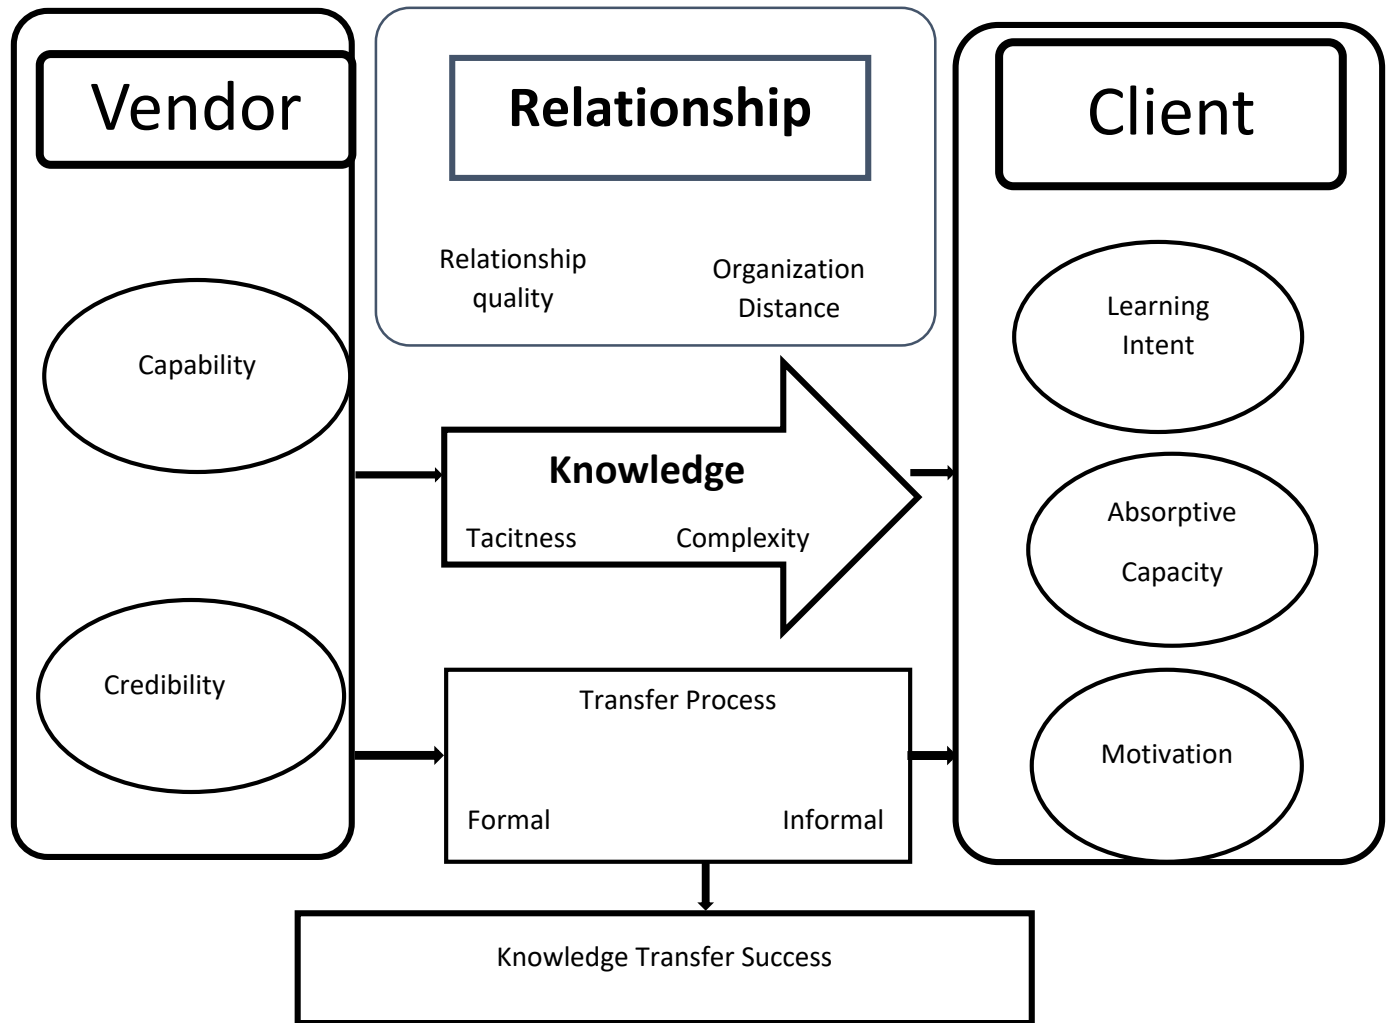 Vendor
Capability
Credibility
Relationship
Relationship
quality
Organization
Distance
Knowledge
Tacitness
Complexity
Transfer Process
Formal
Informal
Client
Learning
Intent
Absorptive
Capacity
Motivation
Knowledge Transfer Success